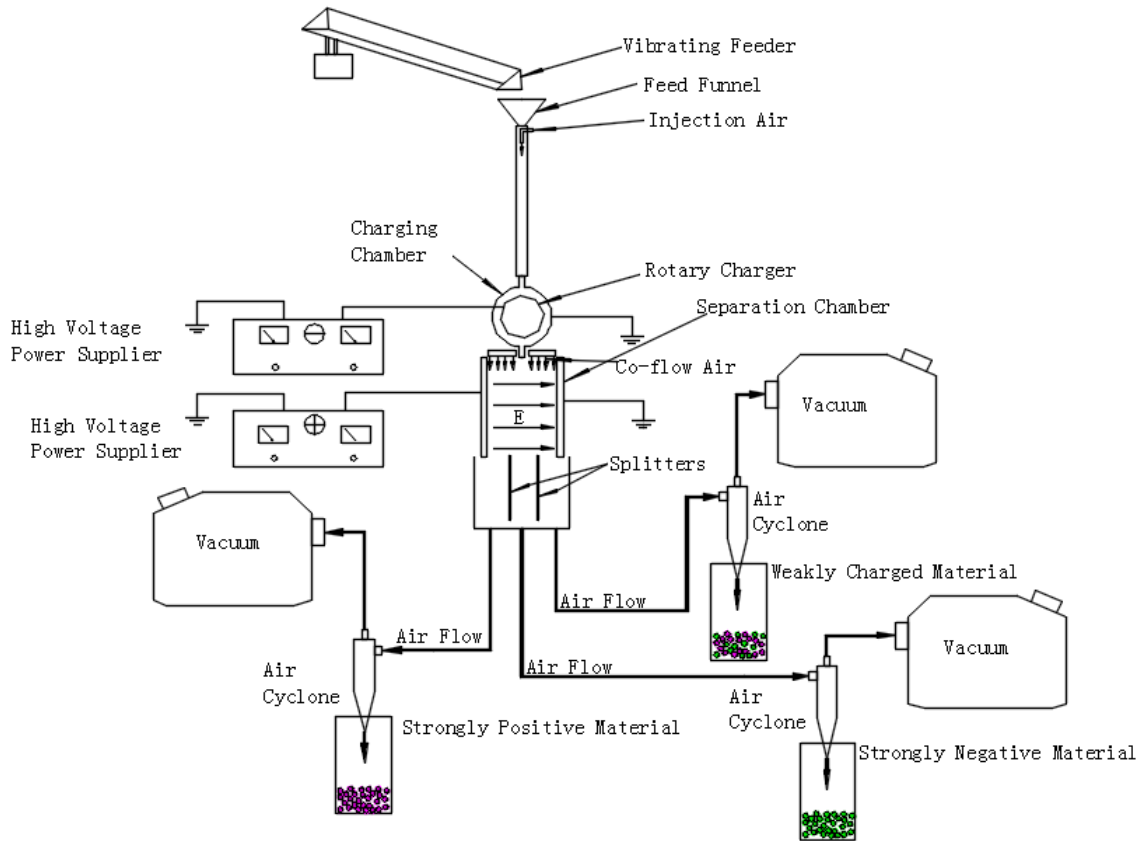 Vibrating Feeder
Feed Funnel
Injection Air
Charging
Chamber
Rotary Charger
Separation Chamber
High Voltage
Power Supplier
Co-flow Air
Vacuum
E
High Voltage
Power Supplier
Splitters
Air
Cyclone
Vacuum
Weakly Charged Material
Air Flow
Air Flow
Vacuum
Air Flow
Air
Cyclone
Air
Cyclone
Strongly Positive Material
Strongly Negative Material